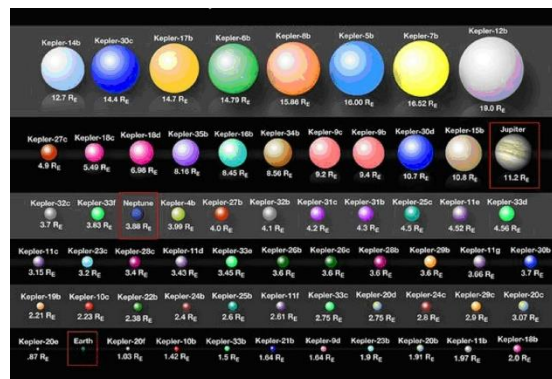 Kepler-14b Kepler-30c Kepler-17b Kepler-6b Kepler-8b Kepler-5b Kepler-7b Kepler-12b
12.7 RE 14.4 RE 14.7 RE 14.79 RE 15.86 RE 16.00 RE 16.52 RE 19.0 RE
Kepler-27c Kepler-18c Kepler-18d Kepler-35b Kepler-16b Kepler-34b Kepler-9c Kepler-9b Kepler-30d Kepler-15b Jupiter
4.9 RE 5.49 RE 6.98 RE 8.16 RE 8.45 RE 8.56 RE 9.2 RE 9.4 RE 10.7 RE 10.8 RE 11.2 RE
Kepler-32c Kepler-33f Neptune Kepler-4b Kepler-27b Kepler-32b Kepler-31c Kepler-31b Kepler-25c Kepler-11e Kepler-33d
3.7 RE 3.83 RE 3.88 RE 3.99 RE 4.0 RE 4.1 RE 4.2 RE 4.3 RE 4.5 RE 4.52 RE 4.56 RE
Kepler-11c Kepler-23c Kepler-28c Kepler-11d Kepler-33e Kepler-26b Kepler-26c Kepler-28b Kepler-29b Kepler-11g Kepler-30b
3.15 RE 3.2 RE 3.4 RE 3.43 RE 3.45 RE 3.6 RE 3.6 RE 3.6 RE 3.6 RE 3.66 RE 3.7 RE
Kepler-19b Kepler-10c Kepler-22b Kepler-24b Kepler-25b Kepler-11f Kepler-33c Kepler-20d Kepler-24c Kepler-29c Kepler-20c
2.21 RE 2.23 RE 2.38 RE 2.4 RE 2.6 RE 2.61 RE 2.75 RE 2.75 RE 2.8 RE 2.9 RE 3.07 RE
Kepler-20e Earth Kepler-20f Kepler-10b Kepler-33b Kepler-21b Kepler-9d Kepler-23b Kepler-20b Kepler-11b Kepler-18b
.87 RE 1.03 RE 1.42 RE 1.5 RE 1.64 RE 1.64 RE 1.9 RE 1.91 RE 1.97 RE 2.0 RE